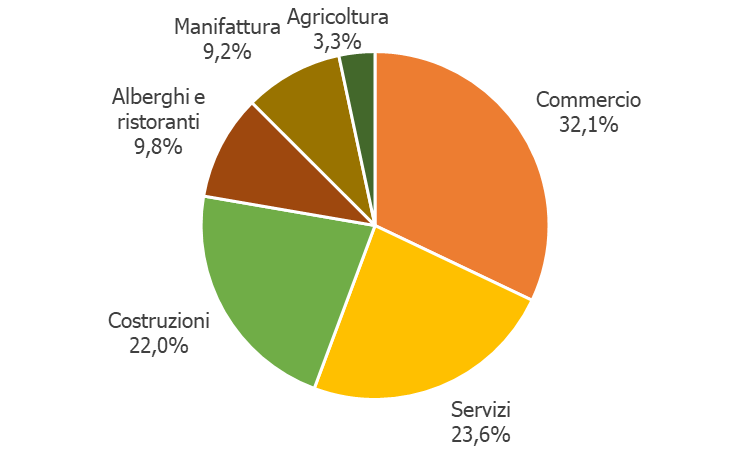 Agricoltura
3,3%
Manifattura
9,2%
Alberghi e
ristoranti
9,8%
Commercio
32,1%
Costruzioni
22,0%
Servizi
23,6%